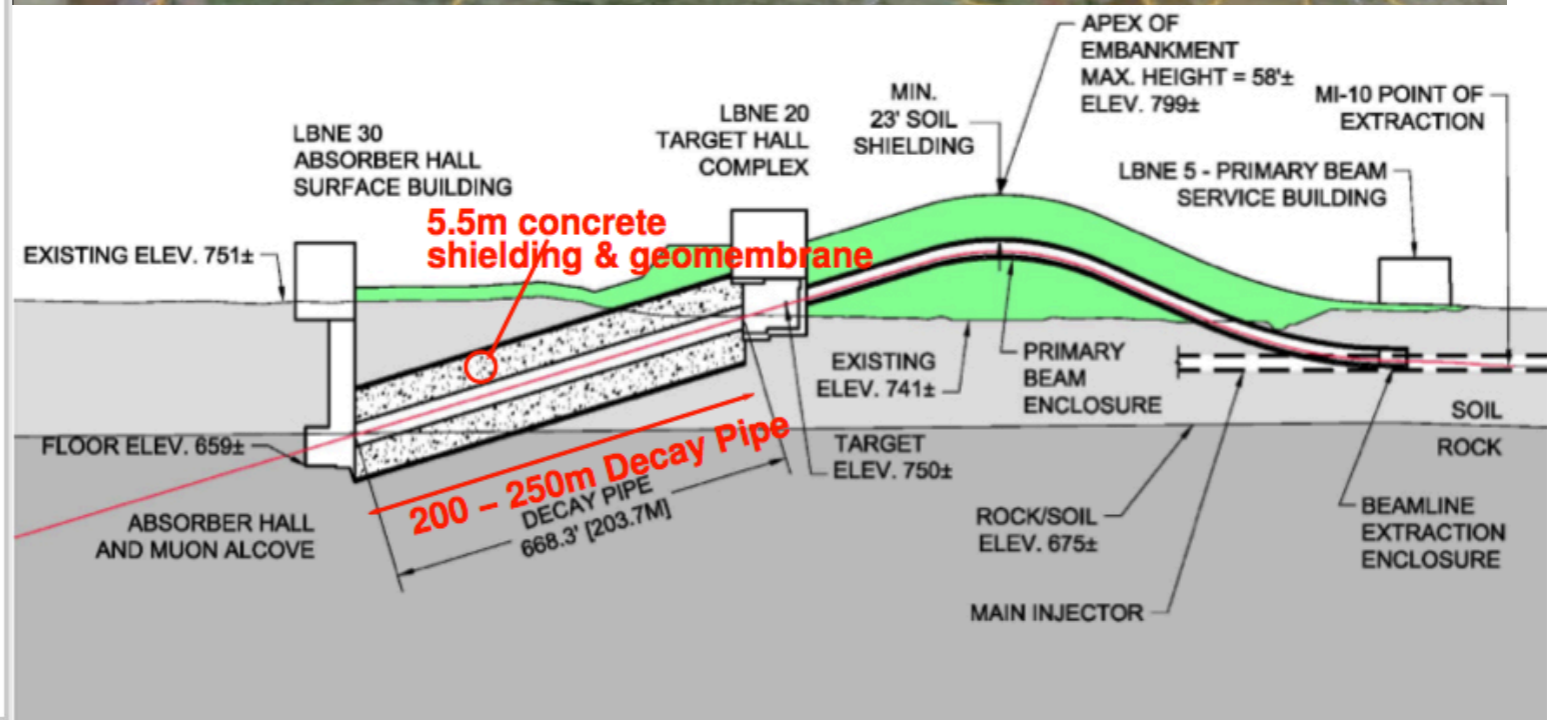 APEX OF
EMBANKMENT
MAX. HEIGHT = 58'±
ELEV. 799±
MI-10 POINT OF
EXTRACTION
MIN.
23' SOIL
SHIELDING
LBNE 20
TARGET HALL
COMPLEX
LBNE 30
ABSORBER HALL
SURFACE BUILDING
LBNE 5 - PRIMARY BEAM
SERVICE BUILDING
5.5m concrete
shielding & geomembrane
EXISTING ELEV. 751±
EXISTING
ELEV. 741±
PRIMARY
BEAM
ENCLOSURE
SOIL
ROCK
FLOOR ELEV. 659±
TARGET
ELEV. 750±
200 – 250m Decay Pipe
DECAY PIPE
668.3' [203.7M]
ABSORBER HALL
AND MUON ALCOVE
ROCK/SOIL
ELEV. 675±
BEAMLINE
EXTRACTION
ENCLOSURE
MAIN INJECTOR